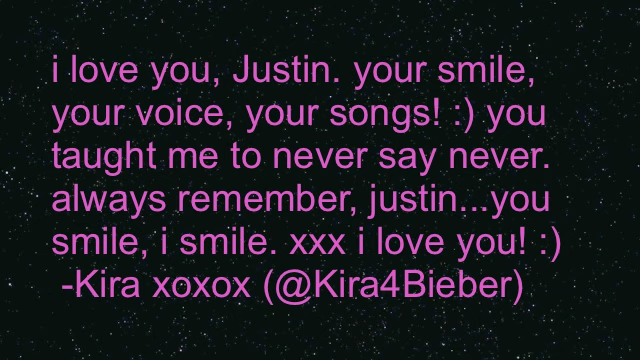 i love you, Justin. your smile,
your voice, your songs! :) you
taught me to never say never.
always remember, justin...you
smile, i smile. xxx i love you! :)
-Kira xoxox (@Kira4Bieber)